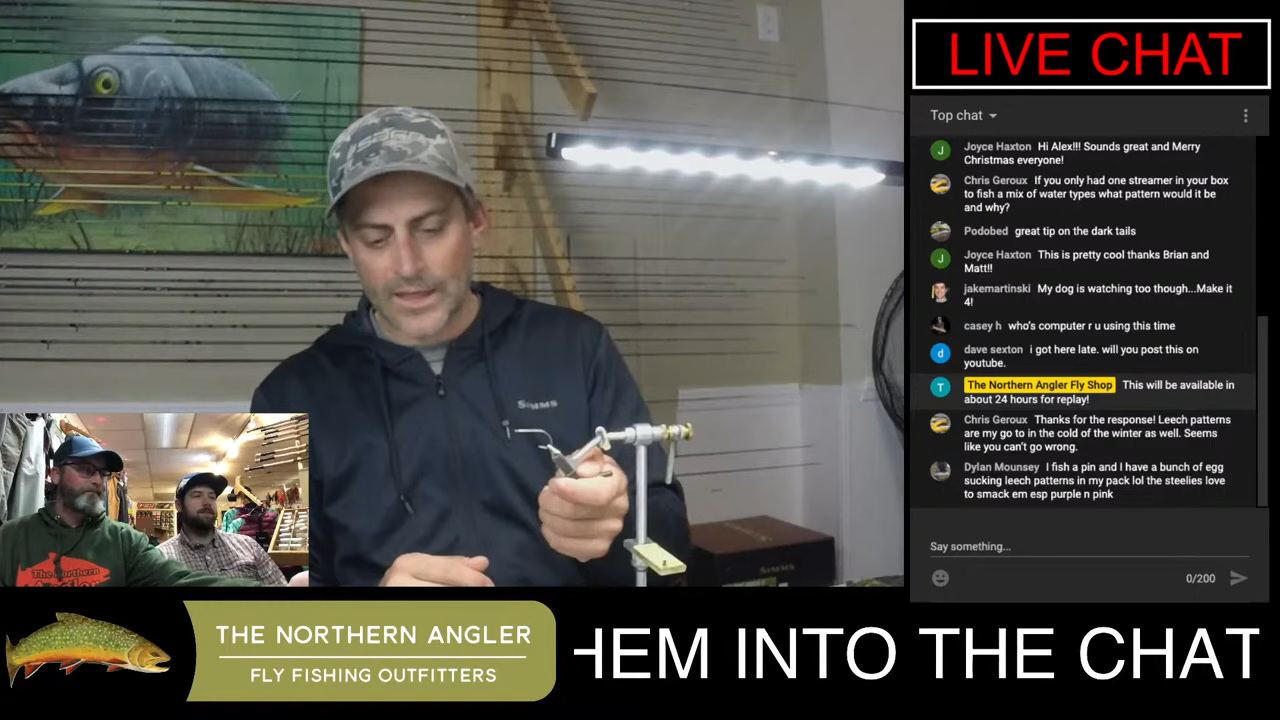 LIVE CHAT
Top chat
Joyce Haxton Hi Alex!!! Sounds great and Merry
Christmas everyone!
Chris Geroux If you only had one streamer in your box
to fish a mix of water types what pattern would it be
and why?
Podobed great tip on the dark tails
Joyce Haxton This is pretty cool thanks Brian and
Matt!!
jakemartinski My dog is watching too though...Make it
4!
casey h who's computer r u using this time
dave sexton i got here late. will you post this on
youtube.
The Northern Angler Fly Shop This will be available in
about 24 hours for replay!
Chris Geroux Thanks for the response! Leech patterns
are my go to in the cold of the winter as well. Seems
like you can't go wrong.
Dylan Mounsey I fish a pin and I have a bunch of egg
sucking leech patterns in my pack lol the steelies love
to smack em esp purple n pink
Say something...
0/200
J
J
d
T
SIMMS
SIMMS
The Northern
THE NORTHERN ANGLER
FLY FISHING OUTFITTERS
HEM INTO THE CHAT